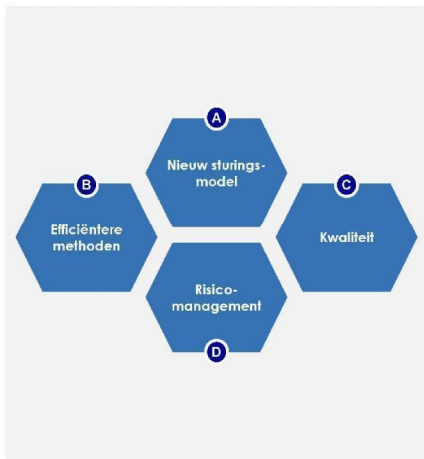 A
Nieuw sturings-
model
B
Efficiëntere
methoden
C
Kwaliteit
Risico-
management
D